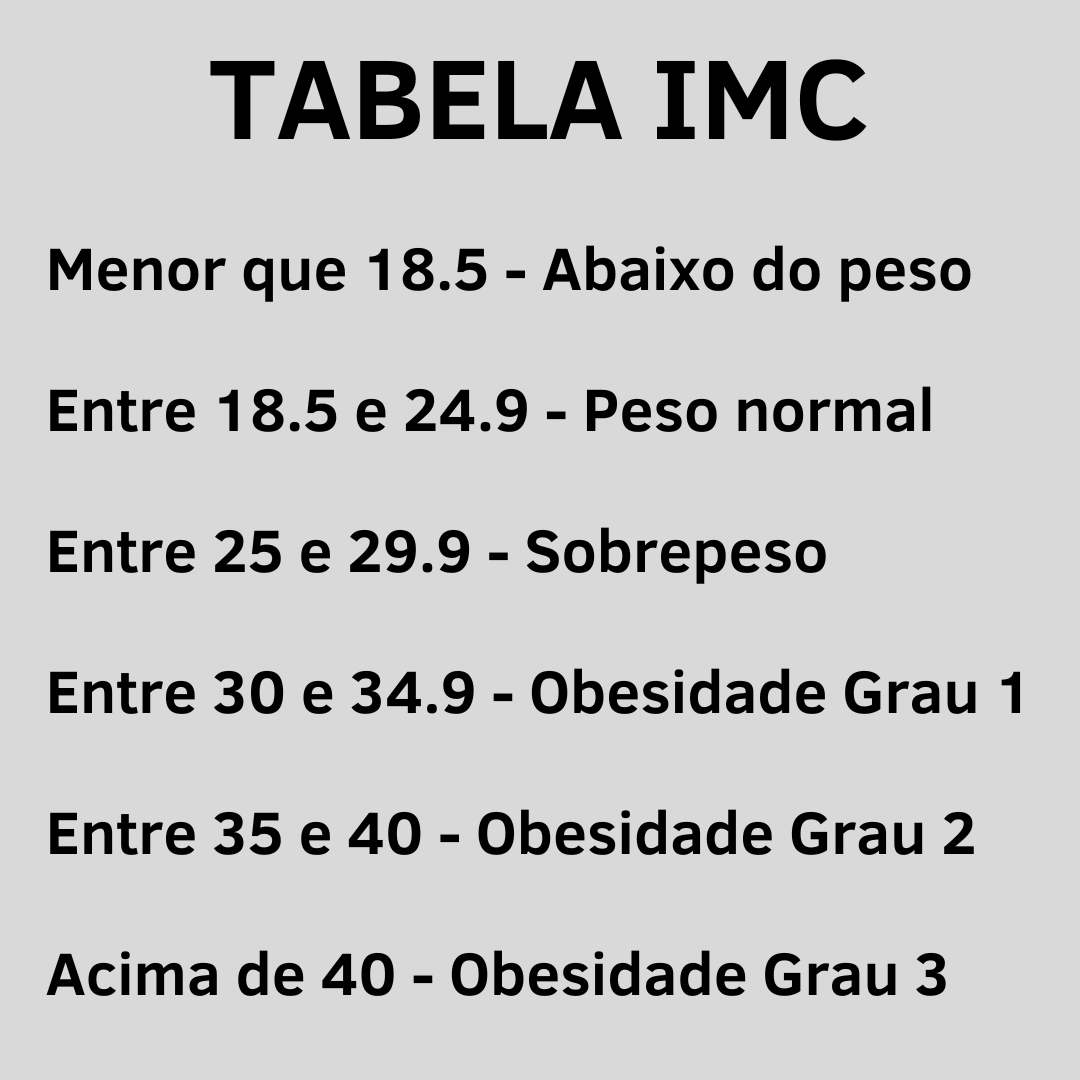 TABELA IMC
Menor que 18.5 - Abaixo do peso
Entre 18.5 e 24.9 - Peso normal
Entre 25 e 29.9 - Sobrepeso
Entre 30 e 34.9 - Obesidade Grau 1
Entre 35 e 40 - Obesidade Grau 2
Acima de 40 - Obesidade Grau 3